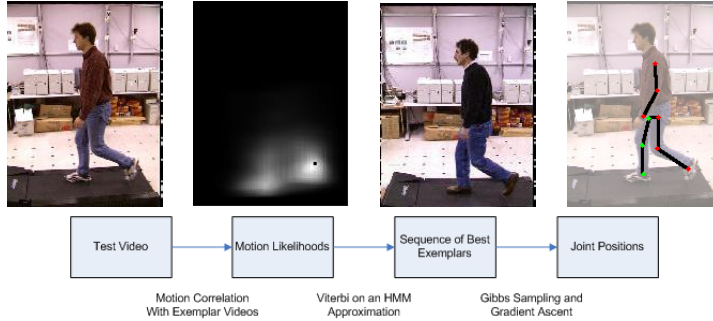 Test Video
Motion Likelihoods
Sequence of Best
Exemplars
Joint Positions
Motion Correlation
With Exemplar Videos
Viterbi on an HMM
Approximation
Gibbs Sampling and
Gradient Ascent